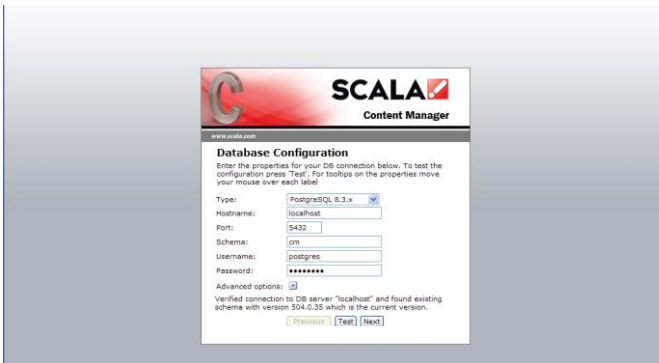 C
SCALA
Content Manager
www.scala.com
Database Configuration
Enter the properties for your DB connection below. To test the
configuration press 'Test'. For tooltips on the properties move
your mouse over each label
Type: PostgreSQL 8.3.x
Hostname: localhost
Port: 5432
Schema: cm
Username: postgres
Password: ••••••••
Advanced options:
Verified connection to DB server "localhost" and found existing
schema with version 504.0.35 which is the current version.
Previous Test Next